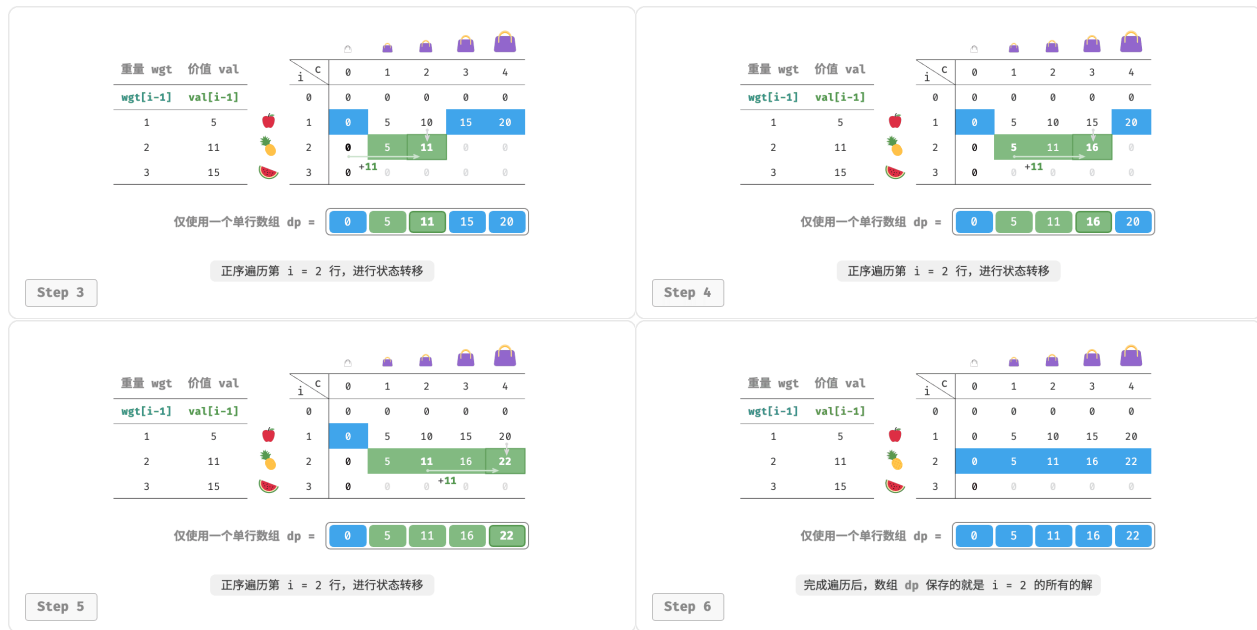 重量 wgt 价值 val
i c 0 1 2 3 4
wgt[i-1] val[i-1]
0 0 0 0 0 0
1 5 1 0 5 10 15 20
2 11 2 0 5 11 0 0
+11
3 15 3 0 0 0 0 0
仅使用一个单行数组 dp = 0 5 11 15 20
正序遍历第 i = 2 行，进行状态转移
Step 3
重量 wgt 价值 val
i c 0 1 2 3 4
wgt[i-1] val[i-1]
0 0 0 0 0 0
1 5 1 0 5 10 15 20
2 11 2 0 5 11 16 0
+11
3 15 3 0 0 0 0 0
仅使用一个单行数组 dp = 0 5 11 16 20
正序遍历第 i = 2 行，进行状态转移
Step 4
重量 wgt 价值 val
i c 0 1 2 3 4
wgt[i-1] val[i-1]
0 0 0 0 0 0
1 5 1 0 5 10 15 20
2 11 2 0 5 11 16 22
+11
3 15 3 0 0 0 0 0
仅使用一个单行数组 dp = 0 5 11 16 22
正序遍历第 i = 2 行，进行状态转移
Step 5
重量 wgt 价值 val
i c 0 1 2 3 4
wgt[i-1] val[i-1]
0 0 0 0 0 0
1 5 1 0 5 10 15 20
2 11 2 0 5 11 16 22
3 15 3 0 0 0 0 0
仅使用一个单行数组 dp = 0 5 11 16 22
完成遍历后，数组 dp 保存的就是 i = 2 的所有的解
Step 6